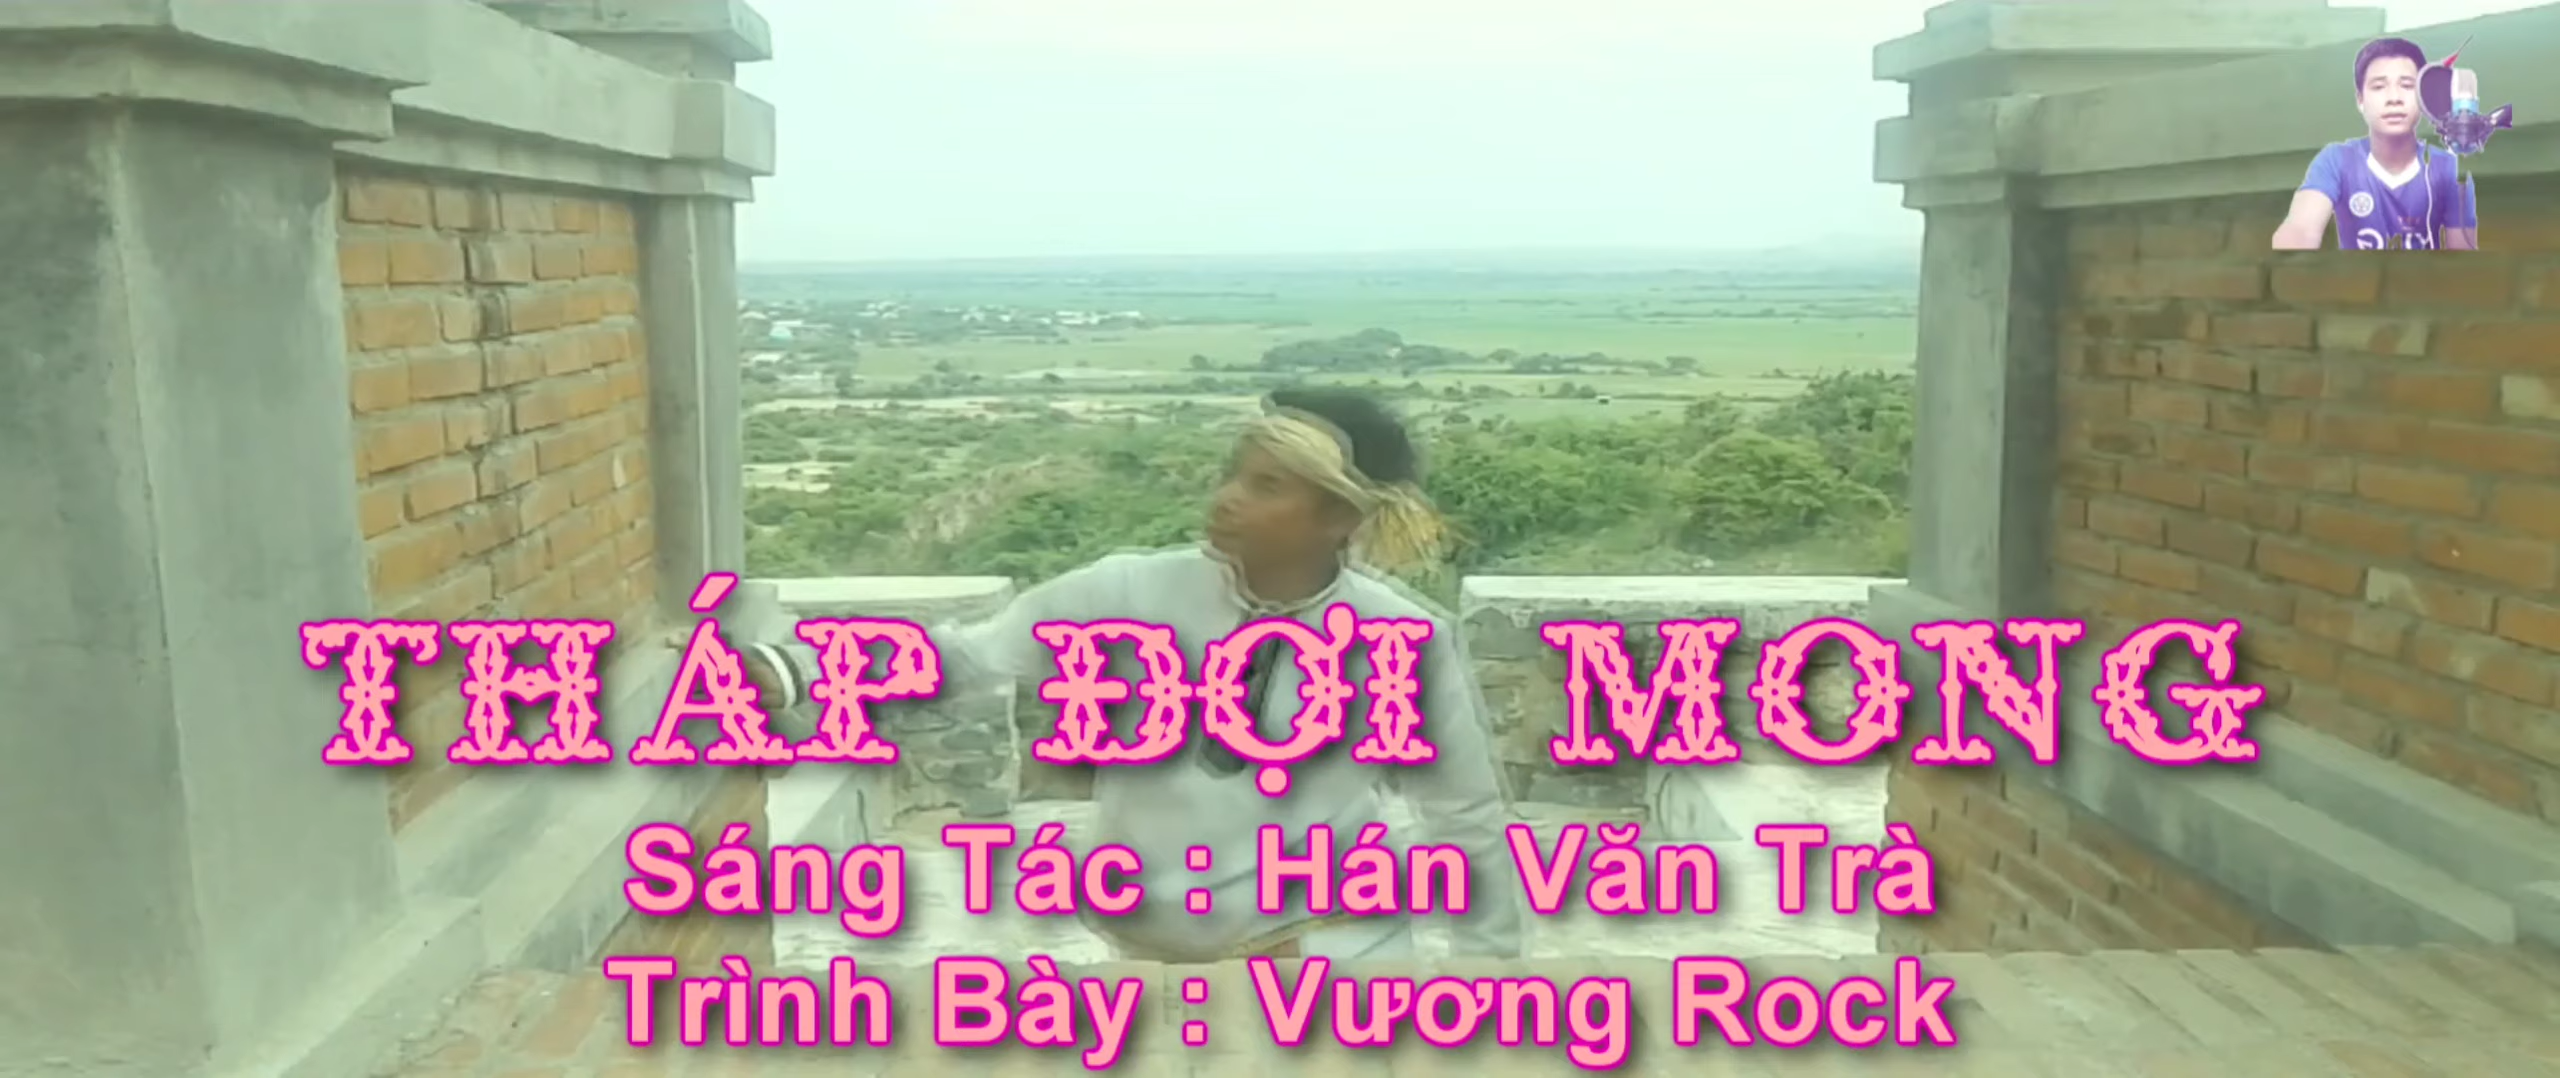 THÁP ĐỢI MONG
Sáng Tác : Hán Văn Trà
Trình Bày : Vương Rock